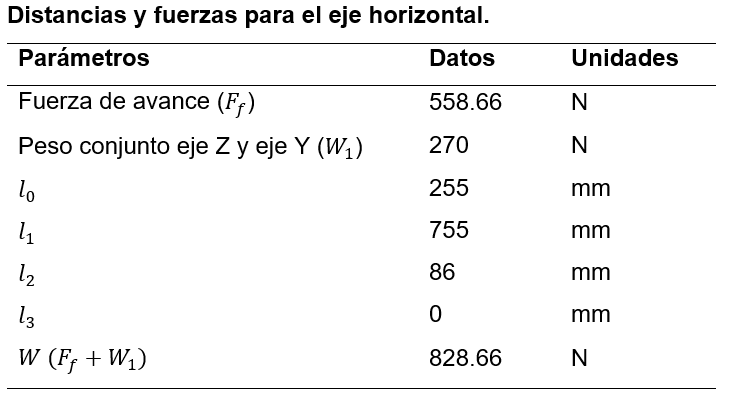 Distancias y fuerzas para el eje horizontal.
Parámetros Datos Unidades
Fuerza de avance (F_f) 558.66 N
Peso conjunto eje Z y eje Y (W_1) 270 N
l_0 255 mm
l_1 755 mm
l_2 86 mm
l_3 0 mm
W (F_f + W_1) 828.66 N